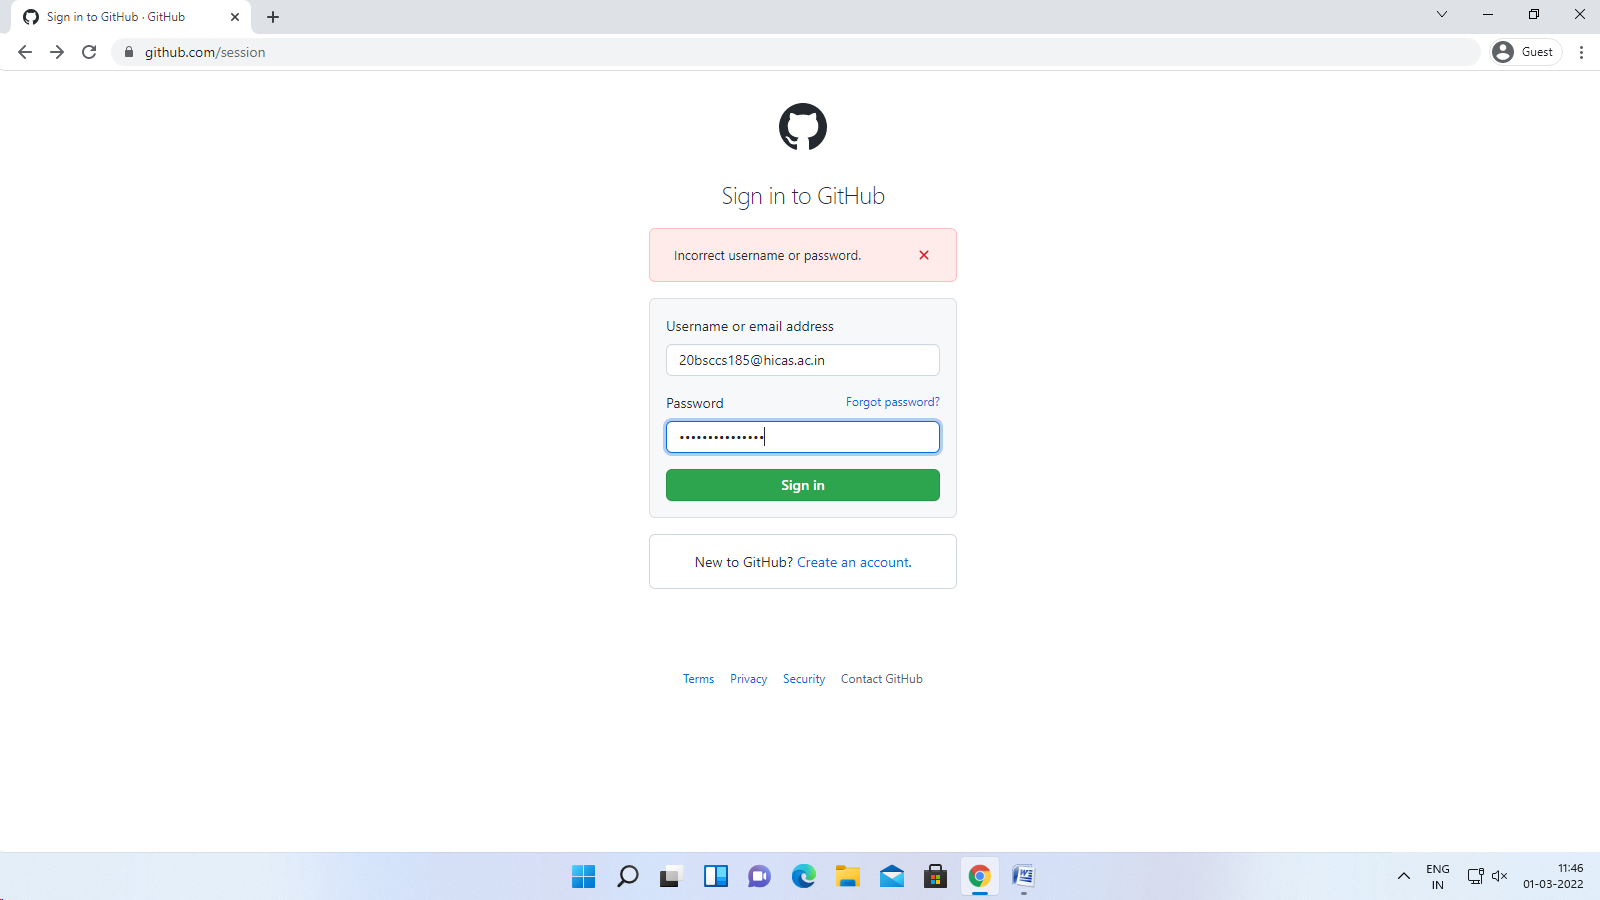 Sign in to GitHub · GitHub
github.com/session
Guest
Sign in to GitHub
Incorrect username or password.
Username or email address
20bsccs185@hicas.ac.in
Password
Forgot password?
•••••••••••••••
Sign in
New to GitHub? Create an account.
Terms Privacy Security Contact GitHub
ENG
IN
11:46
01-03-2022